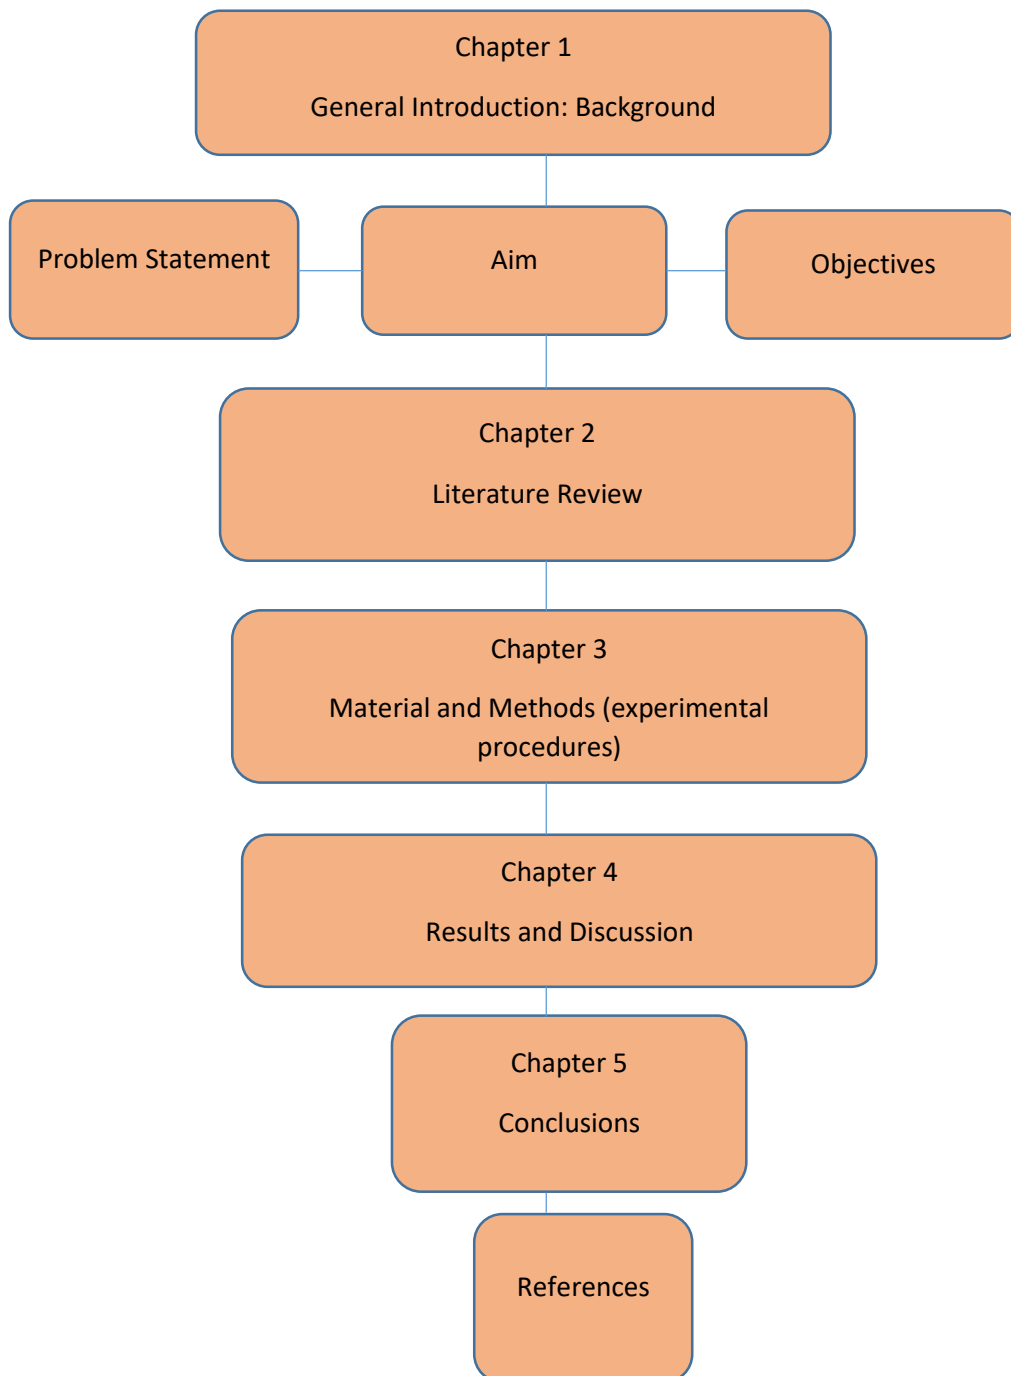 Chapter 1
General Introduction: Background
Problem Statement
Aim
Objectives
Chapter 2
Literature Review
Chapter 3
Material and Methods (experimental
procedures)
Chapter 4
Results and Discussion
Chapter 5
Conclusions
References